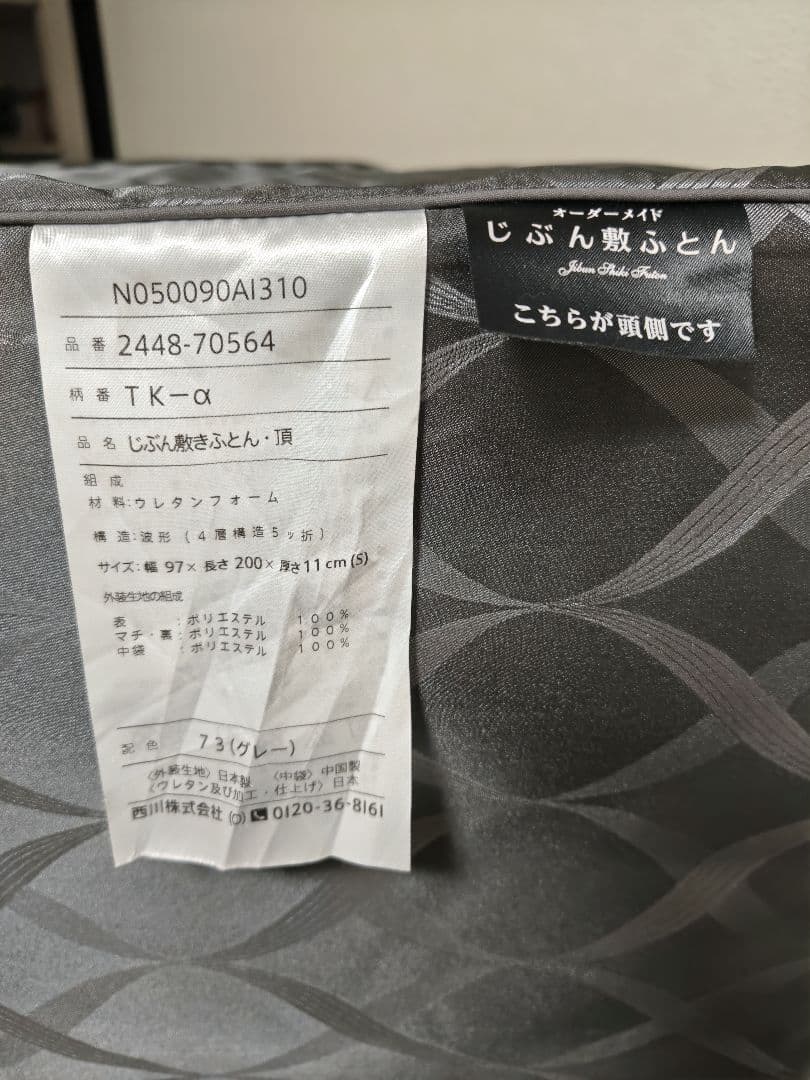 N050090AI310
品番 2448-70564
柄番 TK-α
品名 じぶん敷きふとん・頂
組成
材料:ウレタンフォーム
構造:波形(4層構造5ッ折)
サイズ:幅 97× 長さ 200× 厚さ 11cm(S)
外装生地の組成
表 :ポリエステル 100%
マチ・裏:ポリエステル 100%
中袋 :ポリエステル 100%
配色 73(グレー)
〈外装生地〉日本製 〈中袋〉中国製
〈ウレタン及び加工・仕上げ〉日本
西川株式会社 (O) 0120-36-8161
オーダーメイド
じぶん敷ふとん
Jibun Shiki Futon
こちらが頭側です